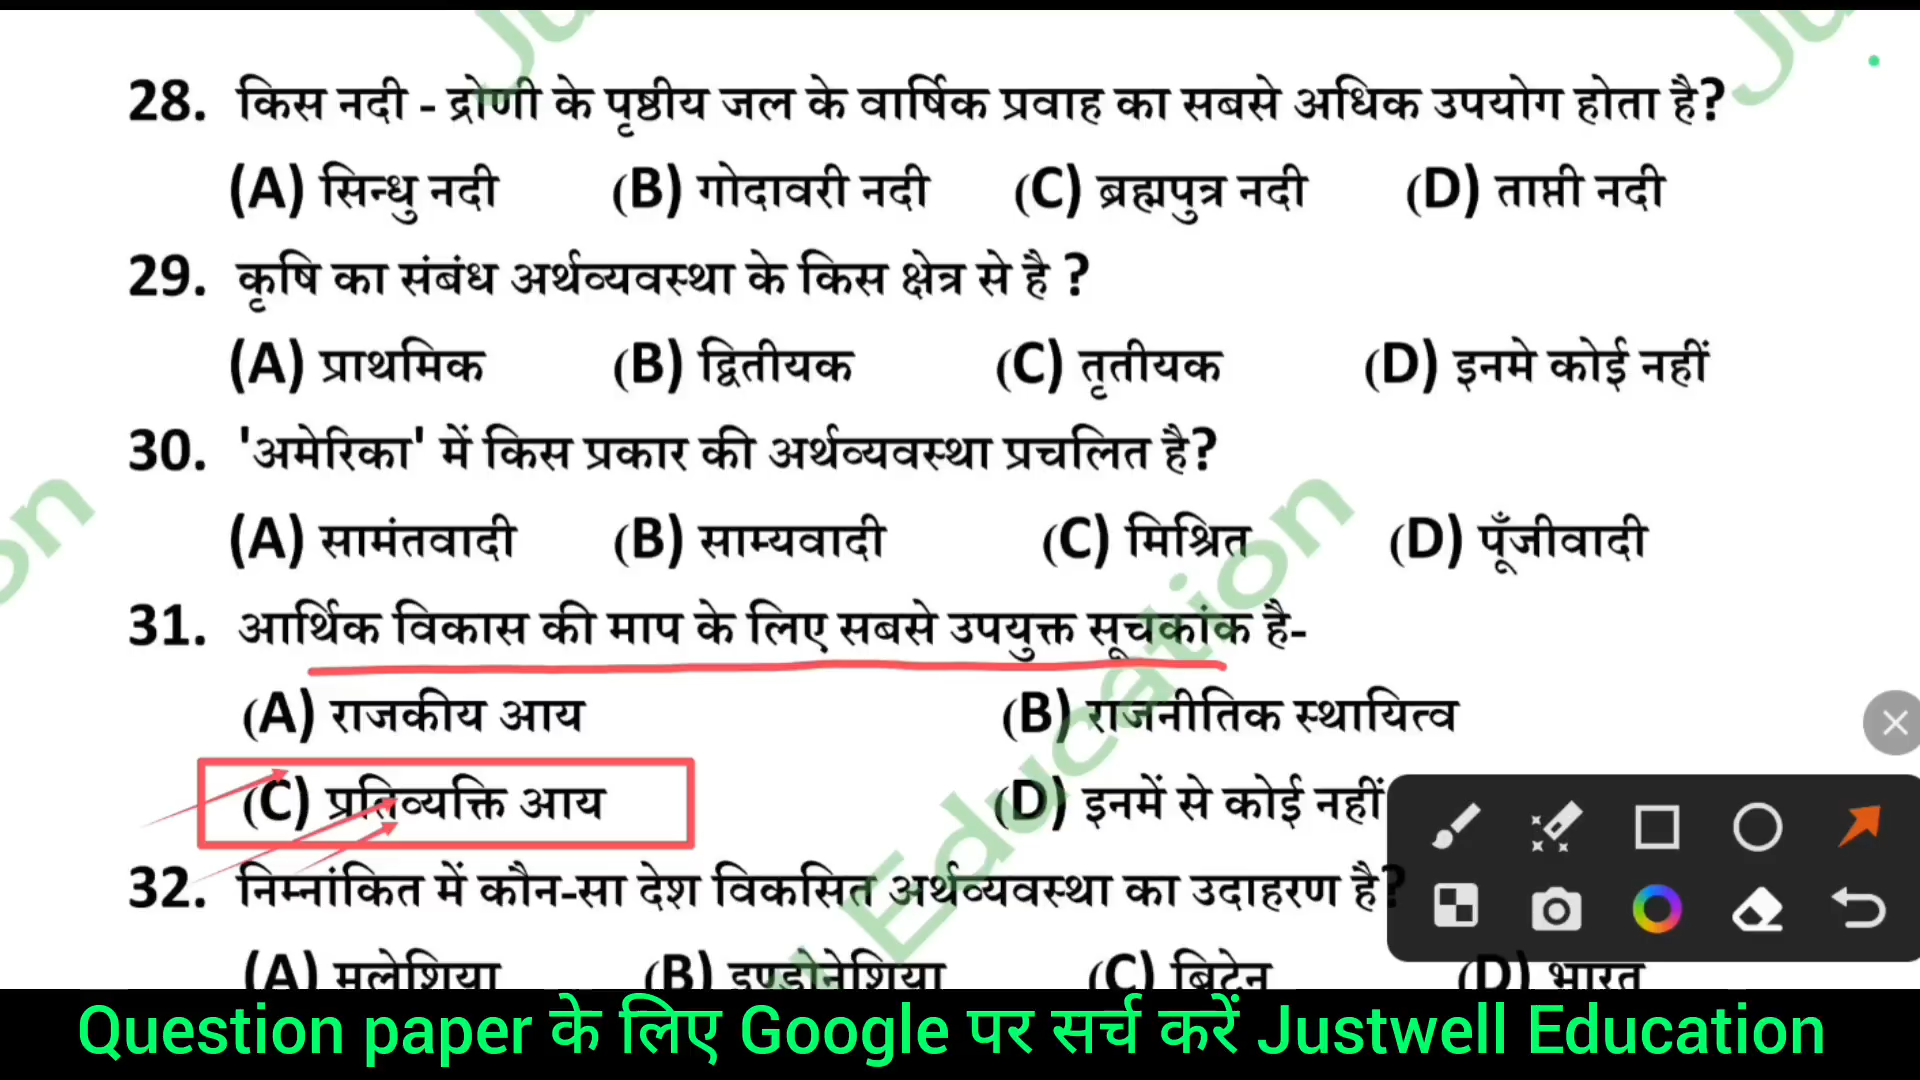 28. किस नदी - द्रोणी के पृष्ठीय जल के वार्षिक प्रवाह का सबसे अधिक उपयोग होता है?
(A) सिन्धु नदी (B) गोदावरी नदी (C) ब्रह्मपुत्र नदी (D) ताप्ती नदी
29. कृषि का संबंध अर्थव्यवस्था के किस क्षेत्र से है ?
(A) प्राथमिक (B) द्वितीयक (C) तृतीयक (D) इनमे कोई नहीं
30. 'अमेरिका' में किस प्रकार की अर्थव्यवस्था प्रचलित है?
(A) सामंतवादी (B) साम्यवादी (C) मिश्रित (D) पूँजीवादी
31. आर्थिक विकास की माप के लिए सबसे उपयुक्त सूचकांक है-
(A) राजकीय आय (B) राजनीतिक स्थायित्व
(C) प्रतिव्यक्ति आय (D) इनमें से कोई नहीं
32. निम्नांकित में कौन-सा देश विकसित अर्थव्यवस्था का उदाहरण है?
(A) मलेशिया (B) इण्डोनेशिया (C) ब्रिटेन (D) भारत
Education
Question paper के लिए Google पर सर्च करें Justwell Education